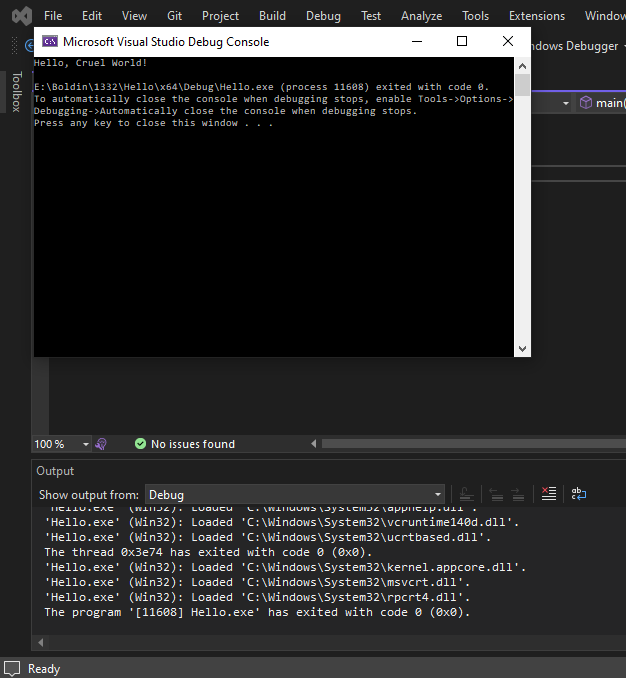 File Edit View Git Project Build Debug Test Analyze Tools Extensions Window
Microsoft Visual Studio Debug Console
ndows Debugger
Toolbox
main(
Hello, Cruel World!
E:\Boldin\1332\Hello\x64\Debug\Hello.exe (process 11608) exited with code 0.
To automatically close the console when debugging stops, enable Tools->Options->
Debugging->Automatically close the console when debugging stops.
Press any key to close this window . . .
100 % No issues found
Output
Show output from: Debug
'Hello.exe' (Win32): Loaded 'C:\Windows\System32\apphelp.dll'.
'Hello.exe' (Win32): Loaded 'C:\Windows\System32\vcruntime140d.dll'.
'Hello.exe' (Win32): Loaded 'C:\Windows\System32\ucrtbased.dll'.
The thread 0x3e74 has exited with code 0 (0x0).
'Hello.exe' (Win32): Loaded 'C:\Windows\System32\kernel.appcore.dll'.
'Hello.exe' (Win32): Loaded 'C:\Windows\System32\msvcrt.dll'.
'Hello.exe' (Win32): Loaded 'C:\Windows\System32\rpcrt4.dll'.
The program '[11608] Hello.exe' has exited with code 0 (0x0).
Ready